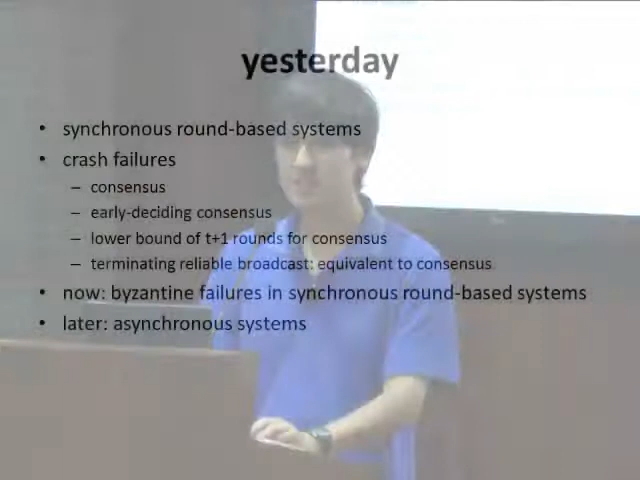 yesterday
• synchronous round-based systems
• crash failures
– consensus
– early-deciding consensus
– lower bound of t+1 rounds for consensus
– terminating reliable broadcast: equivalent to consensus
• now: byzantine failures in synchronous round-based systems
• later: asynchronous systems